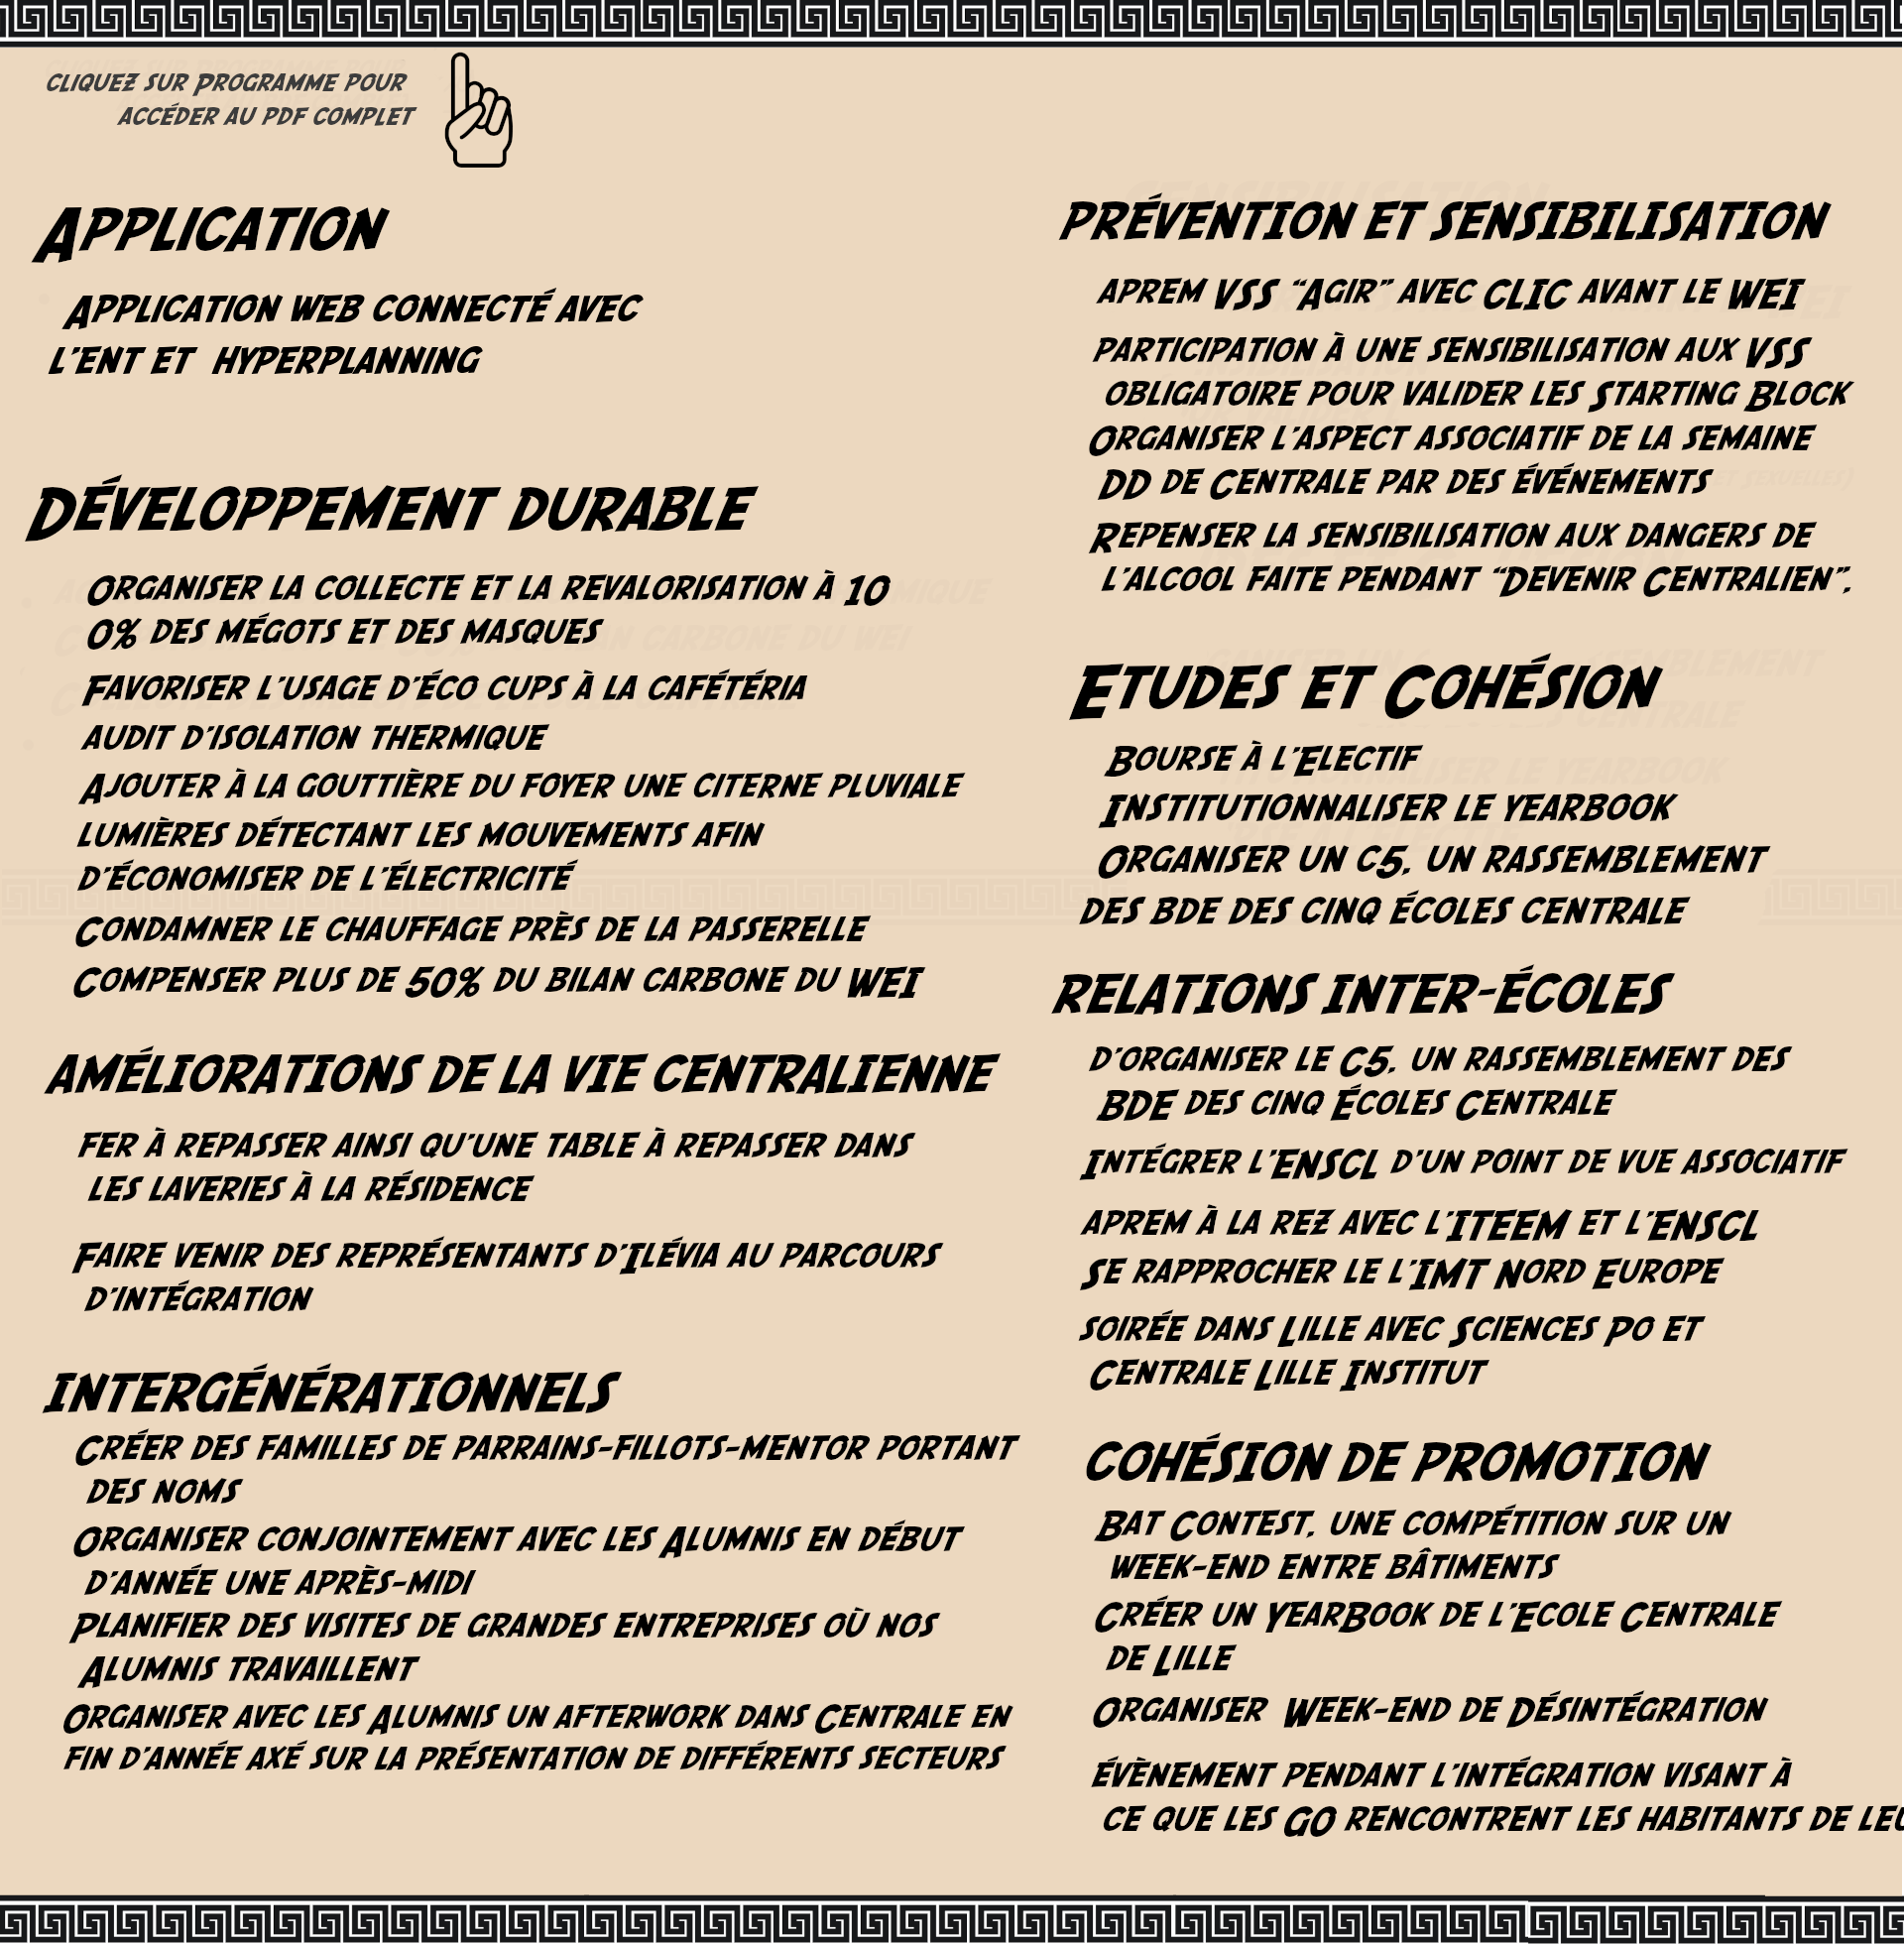 cliquez sur Programme pour
accéder au pdf complet
Application
Application web connecté avec
l'ent et hyperplanning
Développement durable
Organiser la collecte et la revalorisation à 10
0% des mégots et des masques
Favoriser l'usage d'éco cups à la cafétéria
audit d'isolation thermique
Ajouter à la gouttière du foyer une citerne pluviale
lumières détectant les mouvements afin
d'économiser de l'électricité
Condamner le chauffage près de la passerelle
Compenser plus de 50% du bilan carbone du WEI
améliorations de la vie centralienne
fer à repasser ainsi qu'une table à repasser dans
les laveries à la résidence
Faire venir des représentants d'Ilévia au parcours
d'intégration
intergénérationnels
Créer des familles de parrains-fillots-mentor portant
des noms
Organiser conjointement avec les Alumnis en début
d'année une après-midi
Planifier des visites de grandes entreprises où nos
Alumnis travaillent
Organiser avec les Alumnis un afterwork dans Centrale en
fin d'année axé sur la présentation de différents secteurs
prévention et sensibilisation
aprem VSS "Agir" avec CLIC avant le WEI
participation à une sensibilisation aux VSS
obligatoire pour valider les Starting Block
Organiser l'aspect associatif de la semaine
DD de Centrale par des événements
Repenser la sensibilisation aux dangers de
l'alcool faite pendant "Devenir Centralien".
Etudes et Cohésion
Bourse à l'Electif
Institutionnaliser le yearbook
Organiser un c5, un rassemblement
des bde des cinq écoles centrale
relations inter-écoles
d'organiser le C5, un rassemblement des
BDE des cinq Écoles Centrale
Intégrer l'ENSCL d'un point de vue associatif
aprem à la rez avec l'ITEEM et l'ENSCL
Se rapprocher le l'IMT Nord Europe
soirée dans Lille avec Sciences Po et
Centrale Lille Institut
cohésion de promotion
Bat Contest, une compétition sur un
week-end entre bâtiments
Créer un YearBook de l'Ecole Centrale
de Lille
Organiser Week-end de Désintégration
évènement pendant l'intégration visant à
ce que les GO rencontrent les habitants de